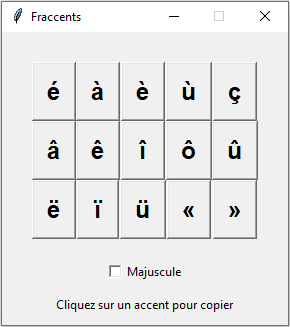 Fraccents
é à è ù ç
â ê î ô û
ë ï ü « »
Majuscule
Cliquez sur un accent pour copier